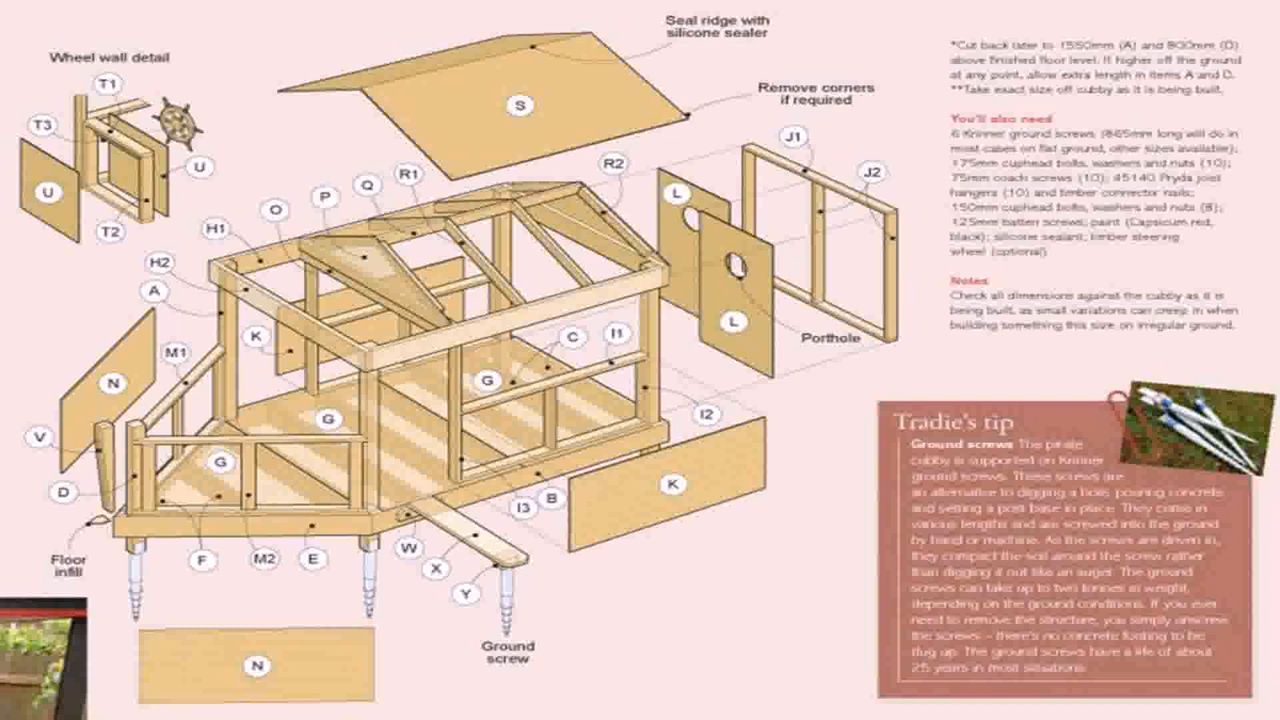 Seal ridge with
silicone sealer
Wheel wall detail
T1
T3
U
U
T2
S
Remove corners
if required
J1
J2
R2
R1
Q
P
O
H1
H2
A
L
L
Porthole
K
M1
N
C
I1
G
G
G
I2
V
D
K
B
I3
F
M2
E
W
X
Y
Floor
infill
N
Ground
screw
*Cut back later to 1550mm (A) and 800mm (D)
above finished floor level. If higher off the ground
at any point, allow extra length in items A and D.
**Take exact size off cubby as it is being built.
You'll also need
6 Krinner ground screws (865mm long will do in
most cases on flat ground, other sizes available);
175mm cuphead bolts, washers and nuts (10);
75mm coach screws (10); 45140 Pryda joist
hangers (10) and timber connector nails;
150mm cuphead bolts, washers and nuts (8);
125mm batten screws; paint (Capsicum red,
black); silicone sealant; timber steering
wheel (optional)
Notes
Check all dimensions against the cubby as it is
being built, as small variations can creep in when
building something this size on irregular ground.
Tradie's tip
Ground screws The pirate
cubby is supported on Krinner
ground screws. These screws are
an alternative to digging a hole, pouring concrete
and setting a post base in place. They come in
various lengths and are screwed into the ground
by hand or machine. As the screws are driven in,
they compact the soil around the screw rather
than digging it out like an auger. The ground
screws can take up to two tonnes in weight,
depending on the ground conditions. If you ever
need to remove the structure, you simply unscrew
the screws – there's no concrete footing to be
dug up. The ground screws have a life of about
25 years in most situations.